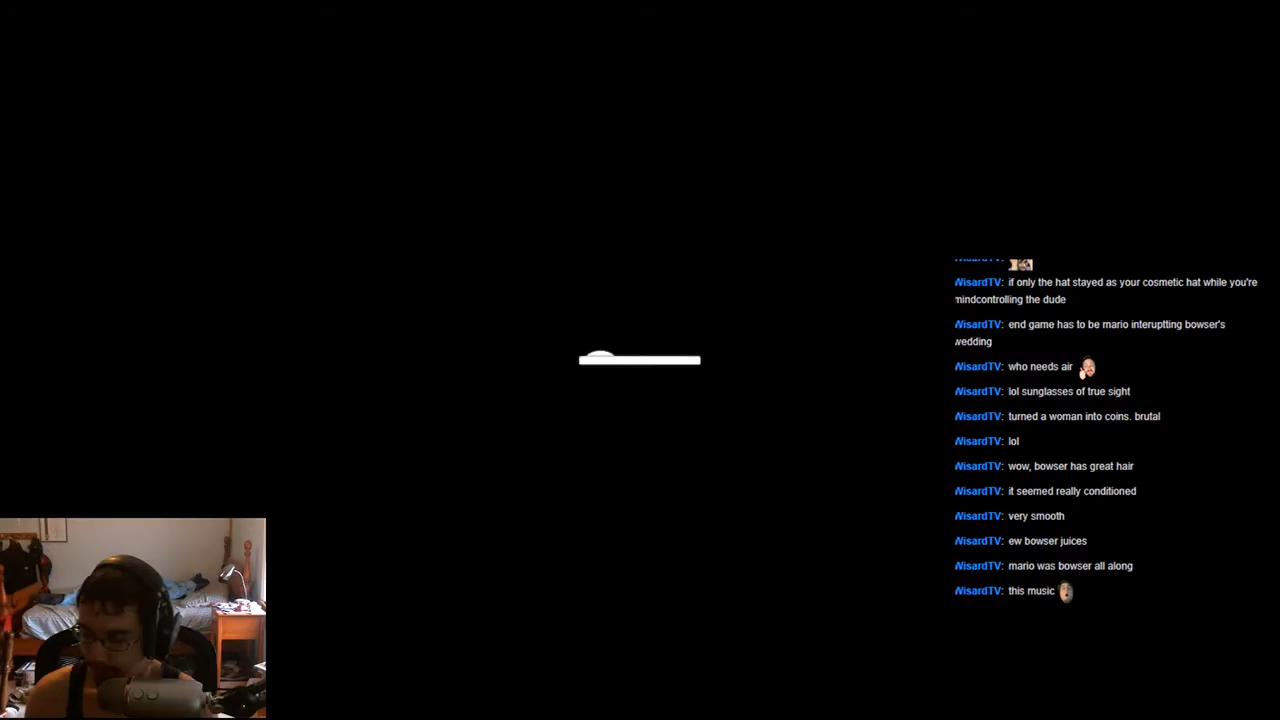 WisardTV: if only the hat stayed as your cosmetic hat while you're
mindcontrolling the dude
WisardTV: end game has to be mario interuptting bowser's
wedding
WisardTV: who needs air
WisardTV: lol sunglasses of true sight
WisardTV: turned a woman into coins. brutal
WisardTV: lol
WisardTV: wow, bowser has great hair
WisardTV: it seemed really conditioned
WisardTV: very smooth
WisardTV: ew bowser juices
WisardTV: mario was bowser all along
WisardTV: this music